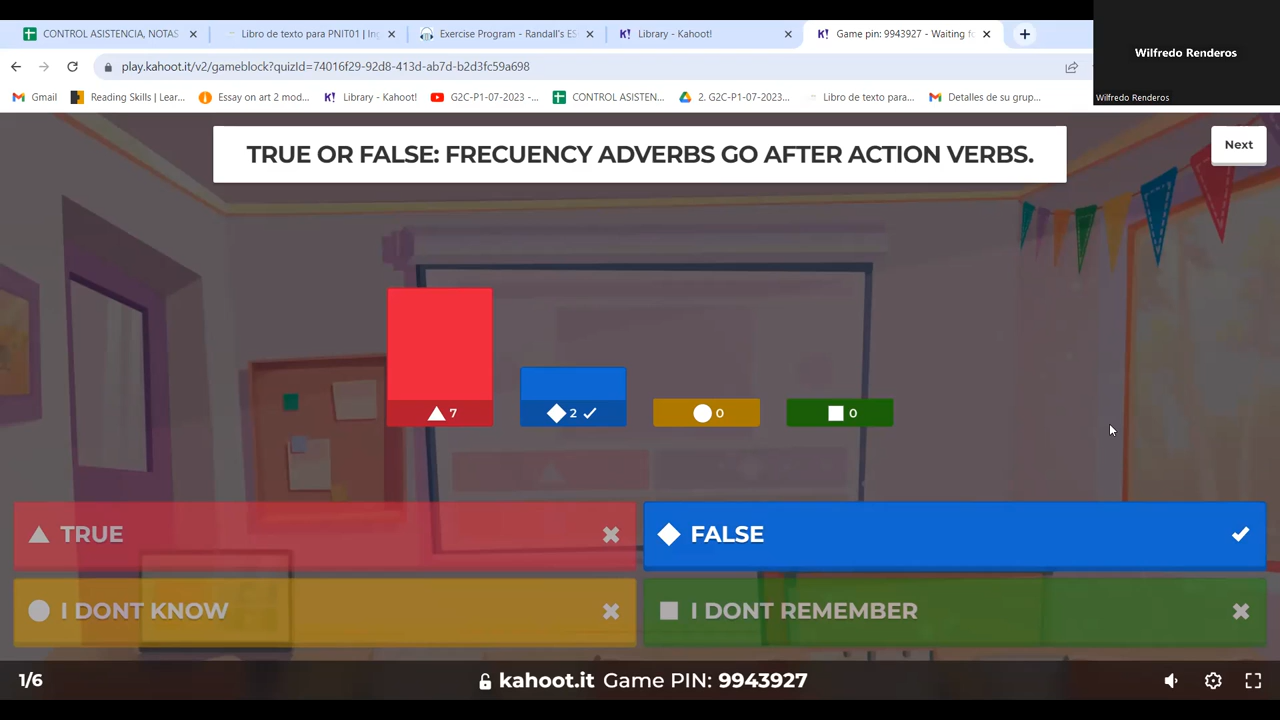 CONTROL ASISTENCIA, NOTAS
Libro de texto para PNIT01 | In
Exercise Program - Randall's ES
Library - Kahoot!
Game pin: 9943927 - Waiting fo
play.kahoot.it/v2/gameblock?quizId=74016f29-92d8-413d-ab7d-b2d3fc59a698
Gmail
Reading Skills | Lear...
Essay on art 2 mod...
Library - Kahoot!
G2C-P1-07-2023 -...
CONTROL ASISTEN...
2. G2C-P1-07-2023...
Libro de texto para...
Detalles de su grup...
Wilfredo Renderos
Wilfredo Renderos
TRUE OR FALSE: FRECUENCY ADVERBS GO AFTER ACTION VERBS.
Next
7
2
0
0
TRUE
FALSE
I DONT KNOW
I DONT REMEMBER
1/6
kahoot.it Game PIN: 9943927